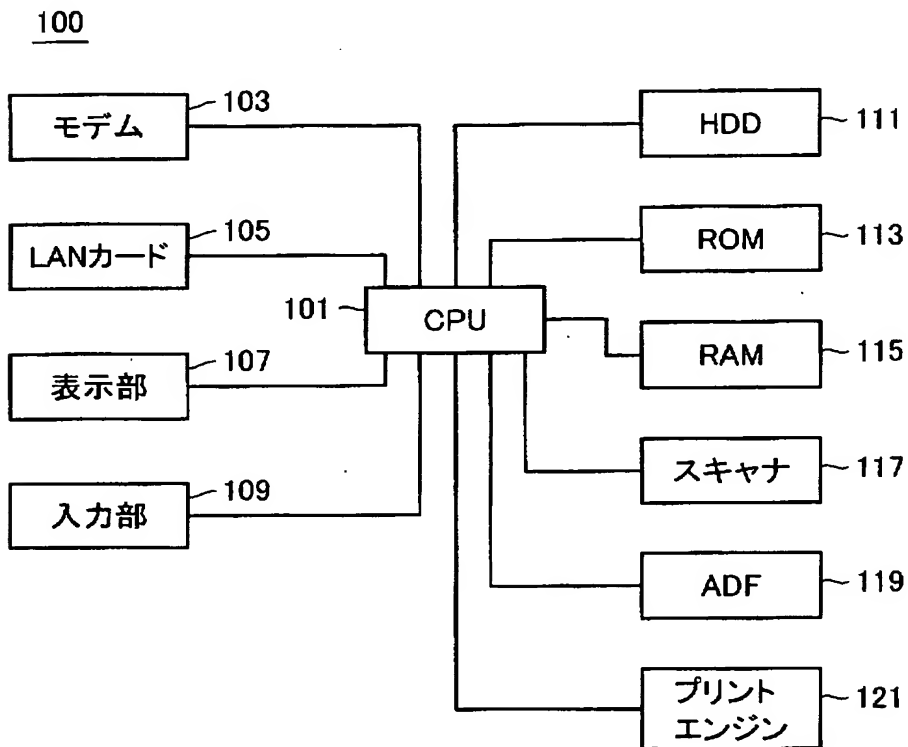 100
モデム
103
LANカード
105
表示部
107
入力部
109
101
CPU
HDD
111
ROM
113
RAM
115
スキャナ
117
ADF
119
プリント
エンジン
121